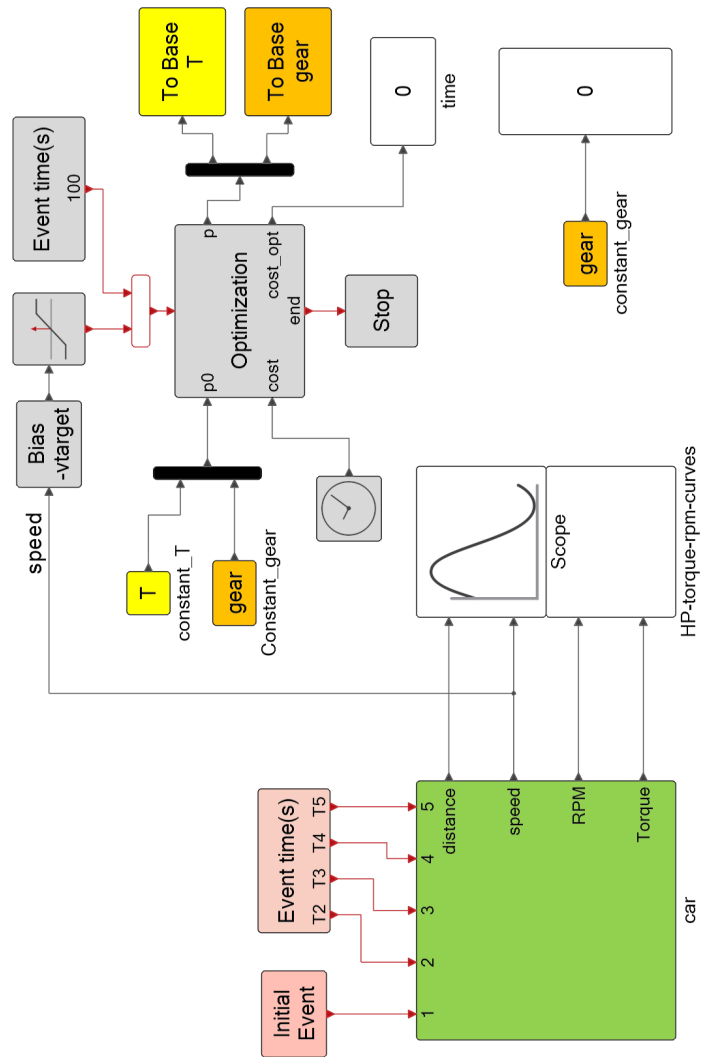 Initial
Event
Event time(s)
T2 T3 T4 T5
1 2 3 4 5
distance
speed
RPM
Torque
car
speed
Bias
-vtarget
Event time(s)
100
T
constant_T
gear
Constant_gear
p0
cost
Optimization
p
cost_opt
end
Stop
To Base
T
To Base
gear
0
time
Scope
HP-torque-rpm-curves
gear
constant_gear
0